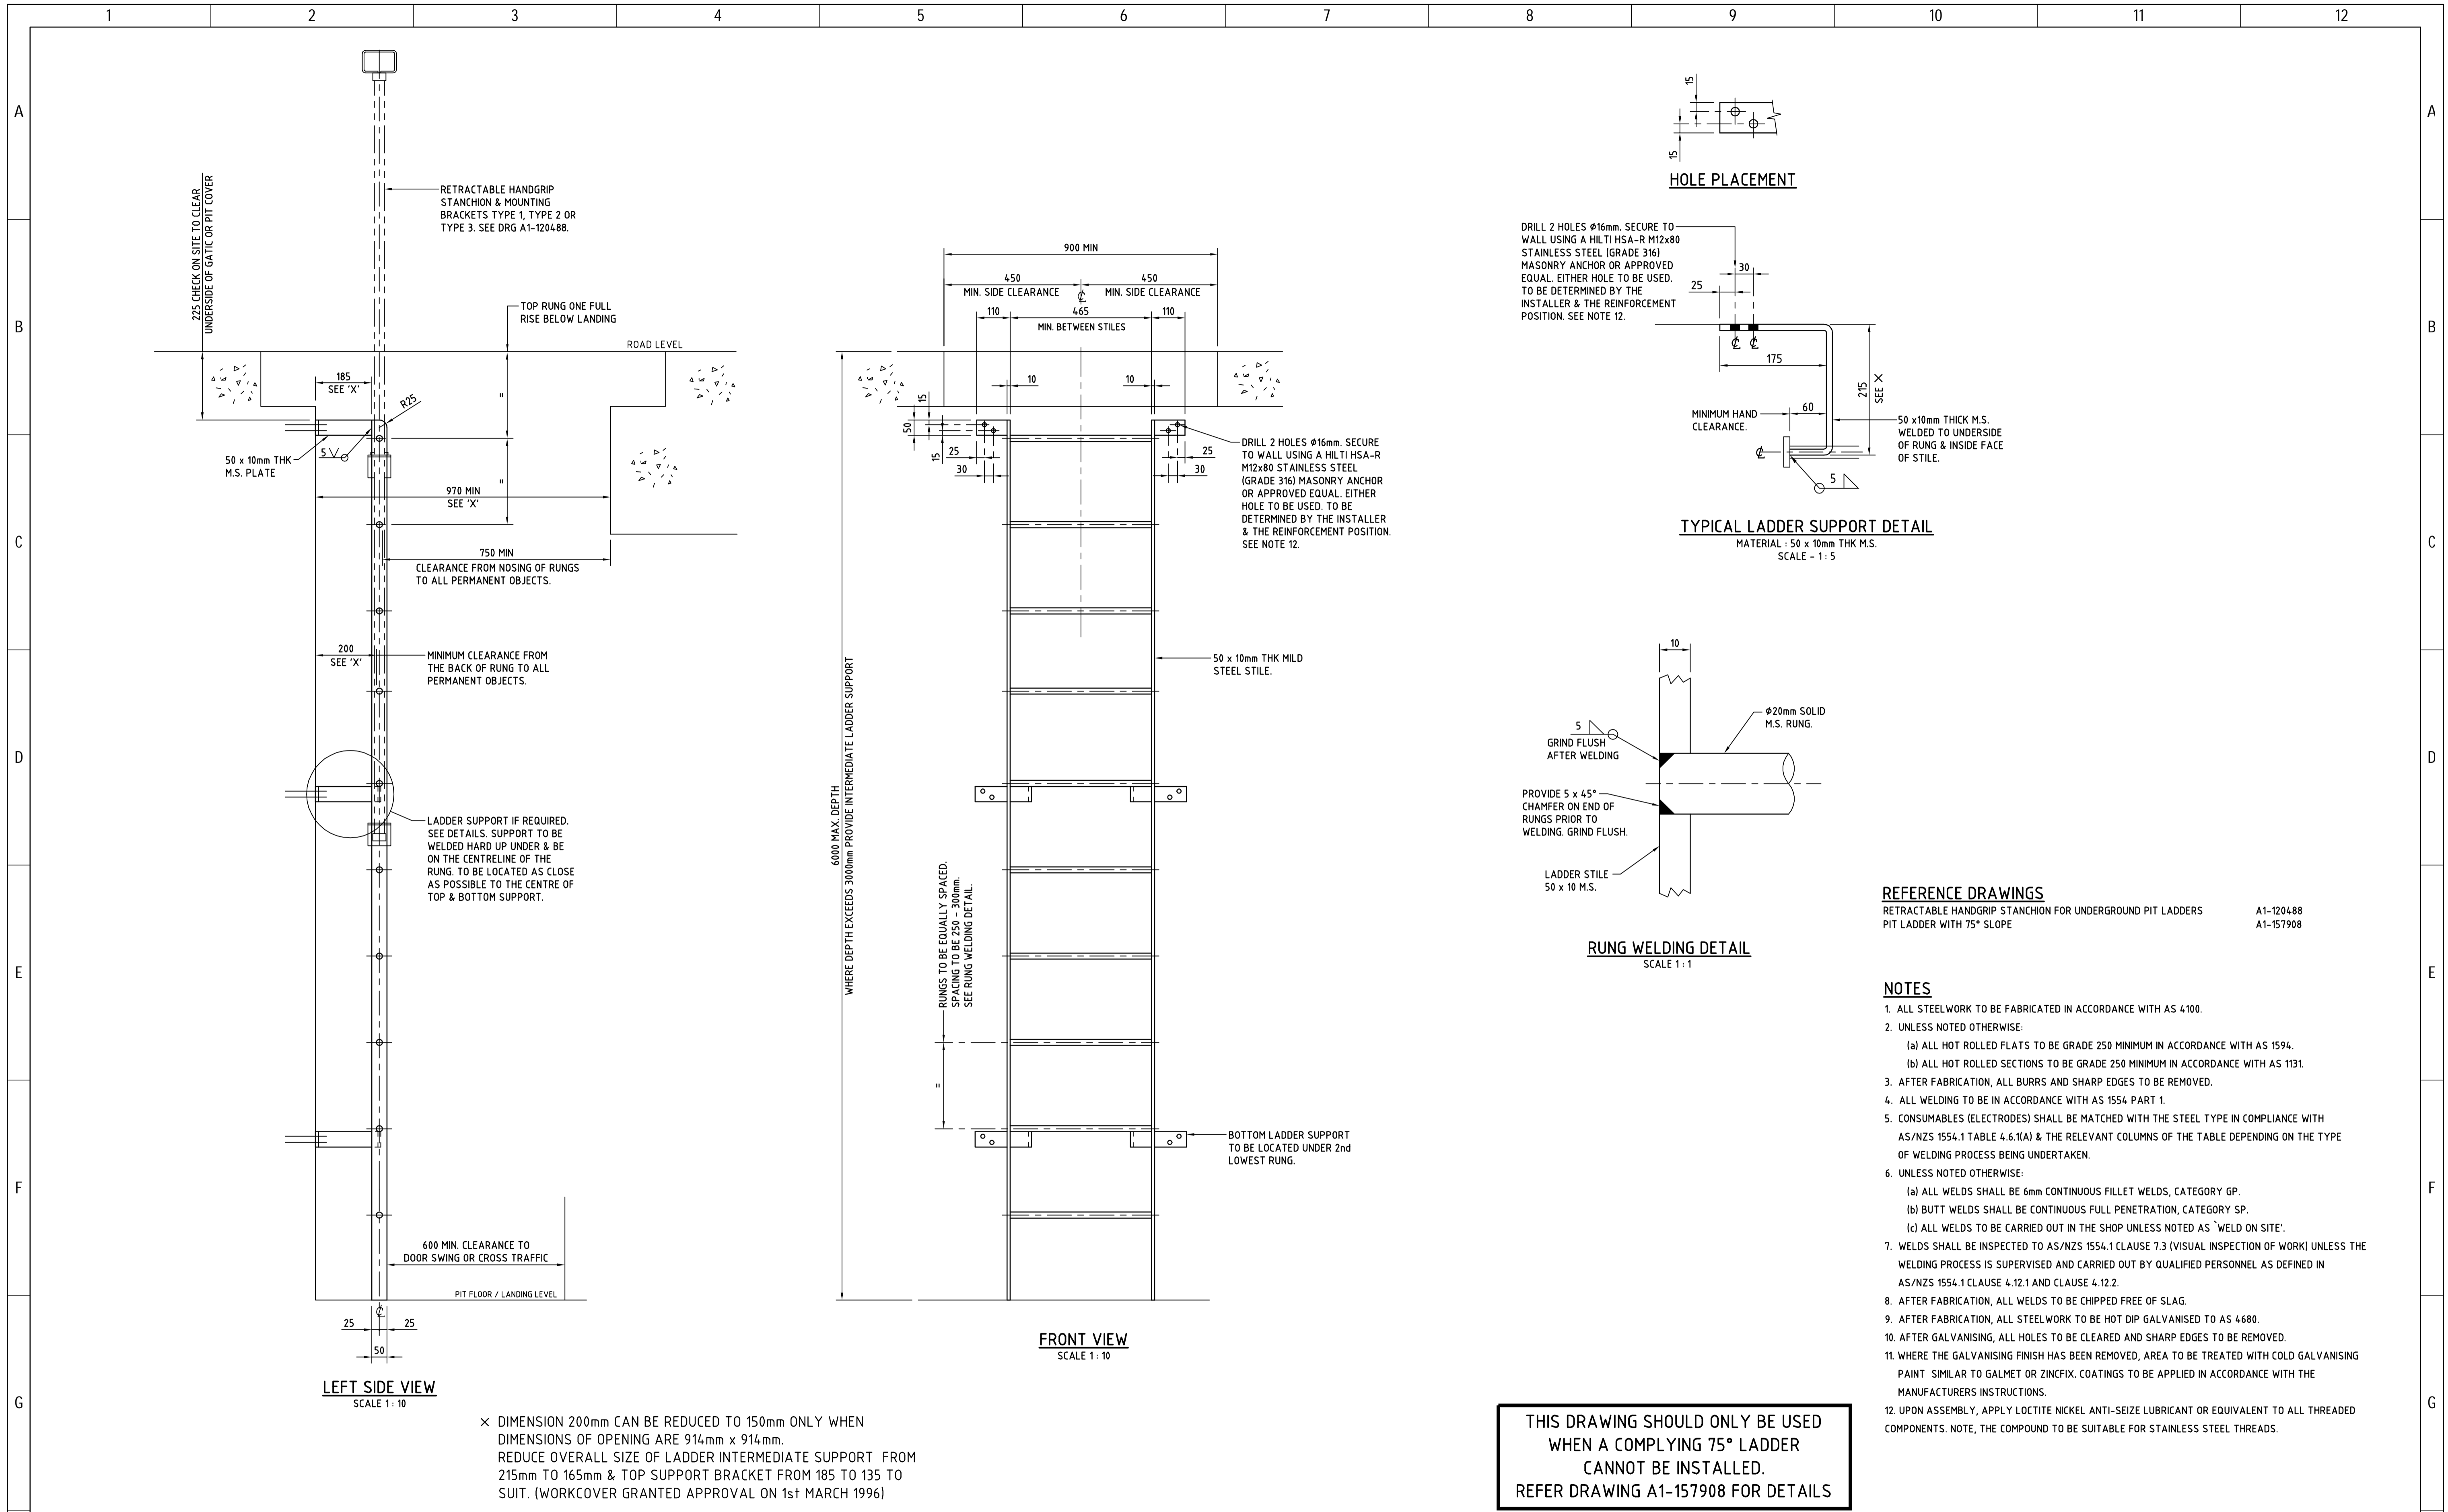 1 2 3 4 5 6 7 8 9 10 11 12
A A
B B
C C
D D
E E
F F
G G
225 CHECK ON SITE TO CLEAR
UNDERSIDE OF GATIC OR PIT COVER
RETRACTABLE HANDGRIP
STANCHION & MOUNTING
BRACKETS TYPE 1, TYPE 2 OR
TYPE 3. SEE DRG A1-120488.
TOP RUNG ONE FULL
RISE BELOW LANDING
ROAD LEVEL
185
SEE 'X'
R25
=
50 x 10mm THK
M.S. PLATE
5
=
970 MIN
SEE 'X'
750 MIN
CLEARANCE FROM NOSING OF RUNGS
TO ALL PERMANENT OBJECTS.
200
SEE 'X'
MINIMUM CLEARANCE FROM
THE BACK OF RUNG TO ALL
PERMANENT OBJECTS.
LADDER SUPPORT IF REQUIRED.
SEE DETAILS. SUPPORT TO BE
WELDED HARD UP UNDER & BE
ON THE CENTRELINE OF THE
RUNG. TO BE LOCATED AS CLOSE
AS POSSIBLE TO THE CENTRE OF
TOP & BOTTOM SUPPORT.
600 MIN. CLEARANCE TO
DOOR SWING OR CROSS TRAFFIC
PIT FLOOR / LANDING LEVEL
℄
25 25
50
LEFT SIDE VIEW
SCALE 1 : 10
× DIMENSION 200mm CAN BE REDUCED TO 150mm ONLY WHEN
DIMENSIONS OF OPENING ARE 914mm x 914mm.
REDUCE OVERALL SIZE OF LADDER INTERMEDIATE SUPPORT FROM
215mm TO 165mm & TOP SUPPORT BRACKET FROM 185 TO 135 TO
SUIT. (WORKCOVER GRANTED APPROVAL ON 1st MARCH 1996)
900 MIN
450 450
MIN. SIDE CLEARANCE ℄ MIN. SIDE CLEARANCE
110 465 110
MIN. BETWEEN STILES
10 10
15
50
15
25 25
30 30
DRILL 2 HOLES ϕ16mm. SECURE
TO WALL USING A HILTI HSA-R
M12x80 STAINLESS STEEL
(GRADE 316) MASONRY ANCHOR
OR APPROVED EQUAL. EITHER
HOLE TO BE USED. TO BE
DETERMINED BY THE INSTALLER
& THE REINFORCEMENT POSITION.
SEE NOTE 12.
50 x 10mm THK MILD
STEEL STILE.
6000 MAX. DEPTH
WHERE DEPTH EXCEEDS 3000mm PROVIDE INTERMEDIATE LADDER SUPPORT
RUNGS TO BE EQUALLY SPACED.
SPACING TO BE 250 - 300mm.
SEE RUNG WELDING DETAIL.
=
BOTTOM LADDER SUPPORT
TO BE LOCATED UNDER 2nd
LOWEST RUNG.
FRONT VIEW
SCALE 1 : 10
15
15
HOLE PLACEMENT
DRILL 2 HOLES ϕ16mm. SECURE TO
WALL USING A HILTI HSA-R M12x80
STAINLESS STEEL (GRADE 316)
MASONRY ANCHOR OR APPROVED
EQUAL. EITHER HOLE TO BE USED.
TO BE DETERMINED BY THE
INSTALLER & THE REINFORCEMENT
POSITION. SEE NOTE 12.
30
25
℄ ℄
175
215
SEE ×
MINIMUM HAND
CLEARANCE.
60
50 x10mm THICK M.S.
WELDED TO UNDERSIDE
OF RUNG & INSIDE FACE
OF STILE.
℄
5
TYPICAL LADDER SUPPORT DETAIL
MATERIAL : 50 x 10mm THK M.S.
SCALE - 1 : 5
10
ϕ20mm SOLID
M.S. RUNG.
5
GRIND FLUSH
AFTER WELDING
PROVIDE 5 x 45°
CHAMFER ON END OF
RUNGS PRIOR TO
WELDING. GRIND FLUSH.
LADDER STILE
50 x 10 M.S.
RUNG WELDING DETAIL
SCALE 1 : 1
REFERENCE DRAWINGS
RETRACTABLE HANDGRIP STANCHION FOR UNDERGROUND PIT LADDERS A1-120488
PIT LADDER WITH 75° SLOPE A1-157908
NOTES
1. ALL STEELWORK TO BE FABRICATED IN ACCORDANCE WITH AS 4100.
2. UNLESS NOTED OTHERWISE:
(a) ALL HOT ROLLED FLATS TO BE GRADE 250 MINIMUM IN ACCORDANCE WITH AS 1594.
(b) ALL HOT ROLLED SECTIONS TO BE GRADE 250 MINIMUM IN ACCORDANCE WITH AS 1131.
3. AFTER FABRICATION, ALL BURRS AND SHARP EDGES TO BE REMOVED.
4. ALL WELDING TO BE IN ACCORDANCE WITH AS 1554 PART 1.
5. CONSUMABLES (ELECTRODES) SHALL BE MATCHED WITH THE STEEL TYPE IN COMPLIANCE WITH
AS/NZS 1554.1 TABLE 4.6.1(A) & THE RELEVANT COLUMNS OF THE TABLE DEPENDING ON THE TYPE
OF WELDING PROCESS BEING UNDERTAKEN.
6. UNLESS NOTED OTHERWISE:
(a) ALL WELDS SHALL BE 6mm CONTINUOUS FILLET WELDS, CATEGORY GP.
(b) BUTT WELDS SHALL BE CONTINUOUS FULL PENETRATION, CATEGORY SP.
(c) ALL WELDS TO BE CARRIED OUT IN THE SHOP UNLESS NOTED AS `WELD ON SITE'.
7. WELDS SHALL BE INSPECTED TO AS/NZS 1554.1 CLAUSE 7.3 (VISUAL INSPECTION OF WORK) UNLESS THE
WELDING PROCESS IS SUPERVISED AND CARRIED OUT BY QUALIFIED PERSONNEL AS DEFINED IN
AS/NZS 1554.1 CLAUSE 4.12.1 AND CLAUSE 4.12.2.
8. AFTER FABRICATION, ALL WELDS TO BE CHIPPED FREE OF SLAG.
9. AFTER FABRICATION, ALL STEELWORK TO BE HOT DIP GALVANISED TO AS 4680.
10. AFTER GALVANISING, ALL HOLES TO BE CLEARED AND SHARP EDGES TO BE REMOVED.
11. WHERE THE GALVANISING FINISH HAS BEEN REMOVED, AREA TO BE TREATED WITH COLD GALVANISING
PAINT SIMILAR TO GALMET OR ZINCFIX. COATINGS TO BE APPLIED IN ACCORDANCE WITH THE
MANUFACTURERS INSTRUCTIONS.
12. UPON ASSEMBLY, APPLY LOCTITE NICKEL ANTI-SEIZE LUBRICANT OR EQUIVALENT TO ALL THREADED
COMPONENTS. NOTE, THE COMPOUND TO BE SUITABLE FOR STAINLESS STEEL THREADS.
THIS DRAWING SHOULD ONLY BE USED
WHEN A COMPLYING 75° LADDER
CANNOT BE INSTALLED.
REFER DRAWING A1-157908 FOR DETAILS